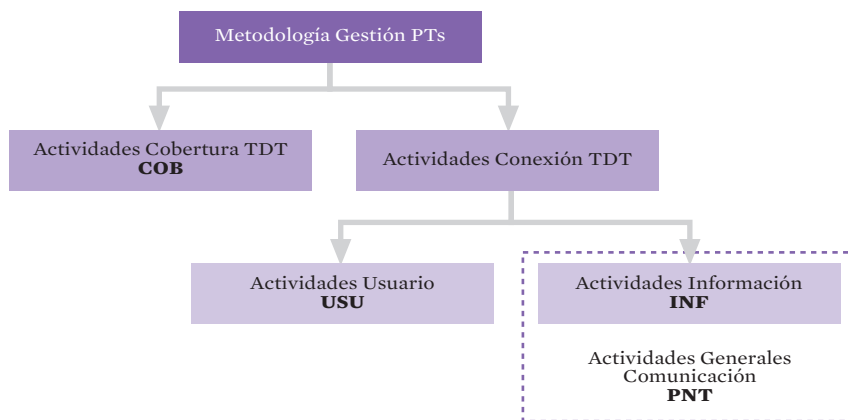 Metodología Gestión PTs
Actividades Cobertura TDT
COB
Actividades Conexión TDT
Actividades Usuario
USU
Actividades Información
INF
Actividades Generales
Comunicación
PNT